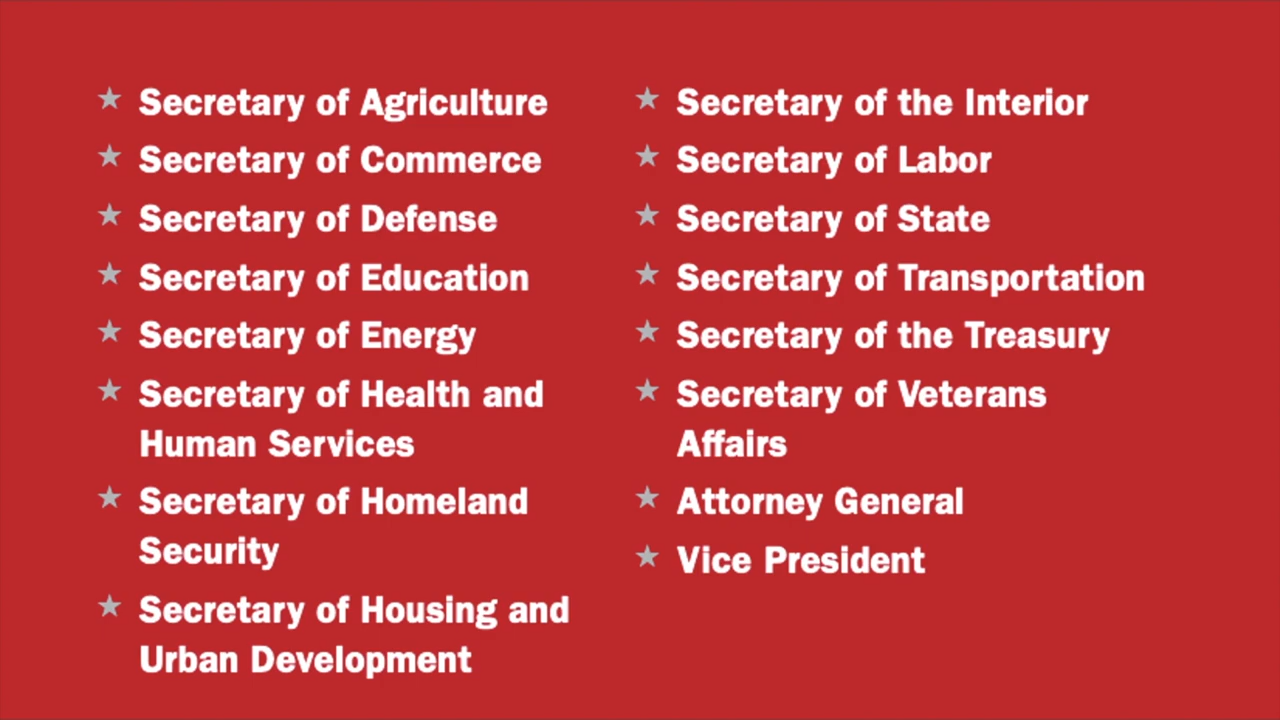 Secretary of Agriculture
Secretary of Commerce
Secretary of Defense
Secretary of Education
Secretary of Energy
Secretary of Health and
Human Services
Secretary of Homeland
Security
Secretary of Housing and
Urban Development
Secretary of the Interior
Secretary of Labor
Secretary of State
Secretary of Transportation
Secretary of the Treasury
Secretary of Veterans
Affairs
Attorney General
Vice President